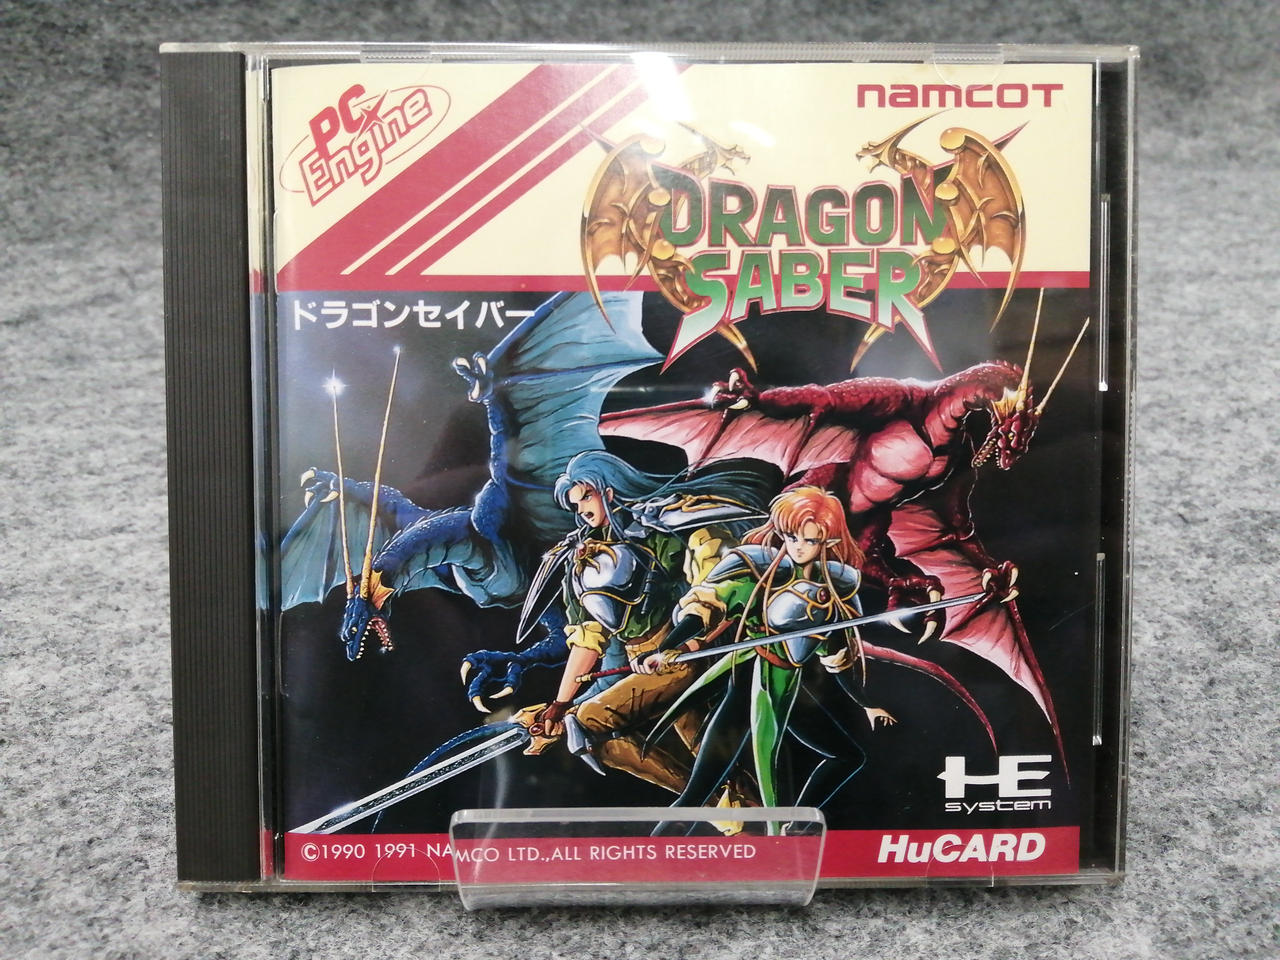 PC Engine
namcoT
DRAGON
SABER
ドラゴンセイバー
HE
system
©1990 1991 NAMCO LTD.,ALL RIGHTS RESERVED
HuCARD